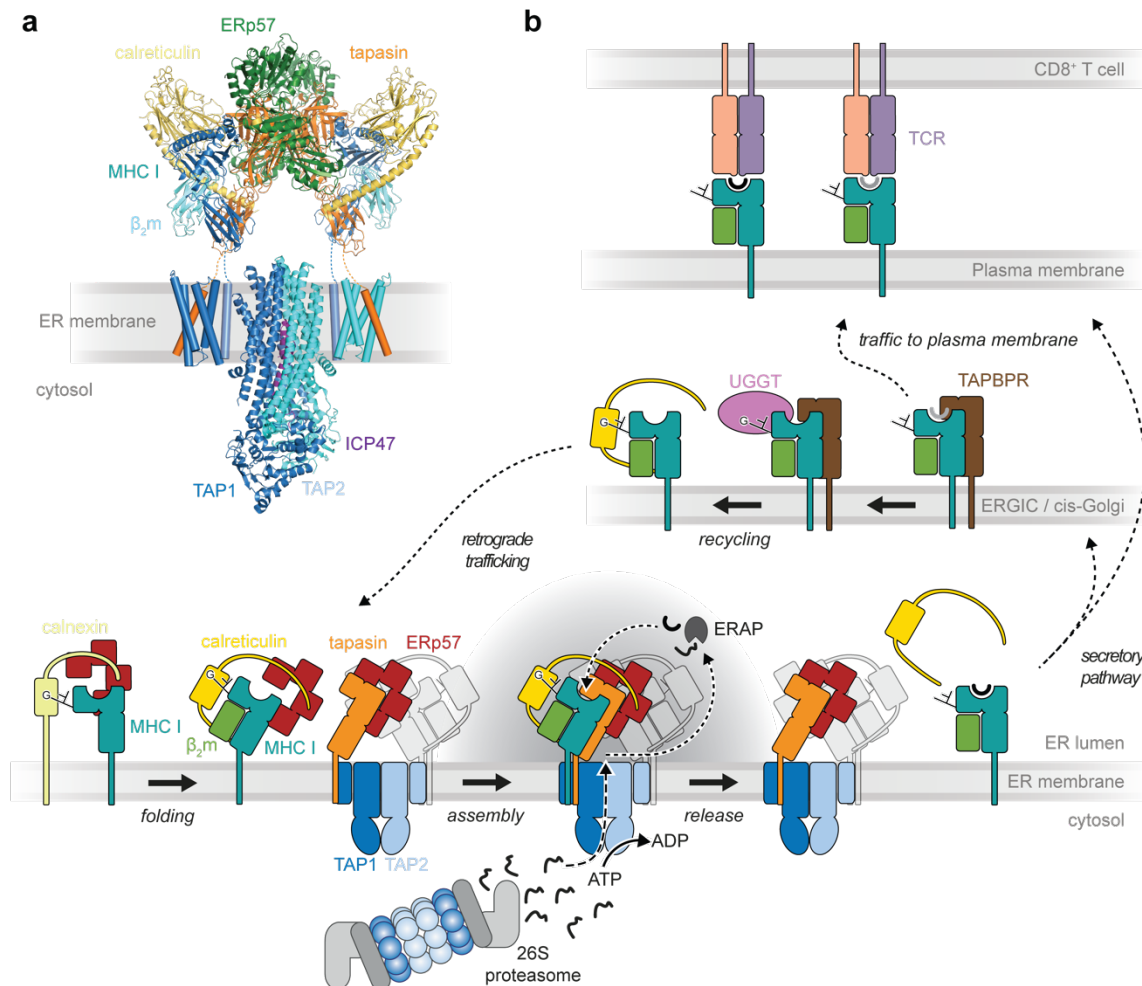 a
ERp57
calreticulin
tapasin
MHC I
β₂m
ER membrane
cytosol
ICP47
TAP1
TAP2
b
CD8⁺ T cell
TCR
Plasma membrane
traffic to plasma membrane
UGGT
TAPBPR
G
G
ERGIC / cis-Golgi
recycling
retrograde
trafficking
calnexin
calreticulin
tapasin
ERp57
ERAP
secretory
pathway
G
G
G
MHC I
β₂m
MHC I
ER lumen
ER membrane
folding
assembly
release
cytosol
TAP1
TAP2
ADP
ATP
26S
proteasome